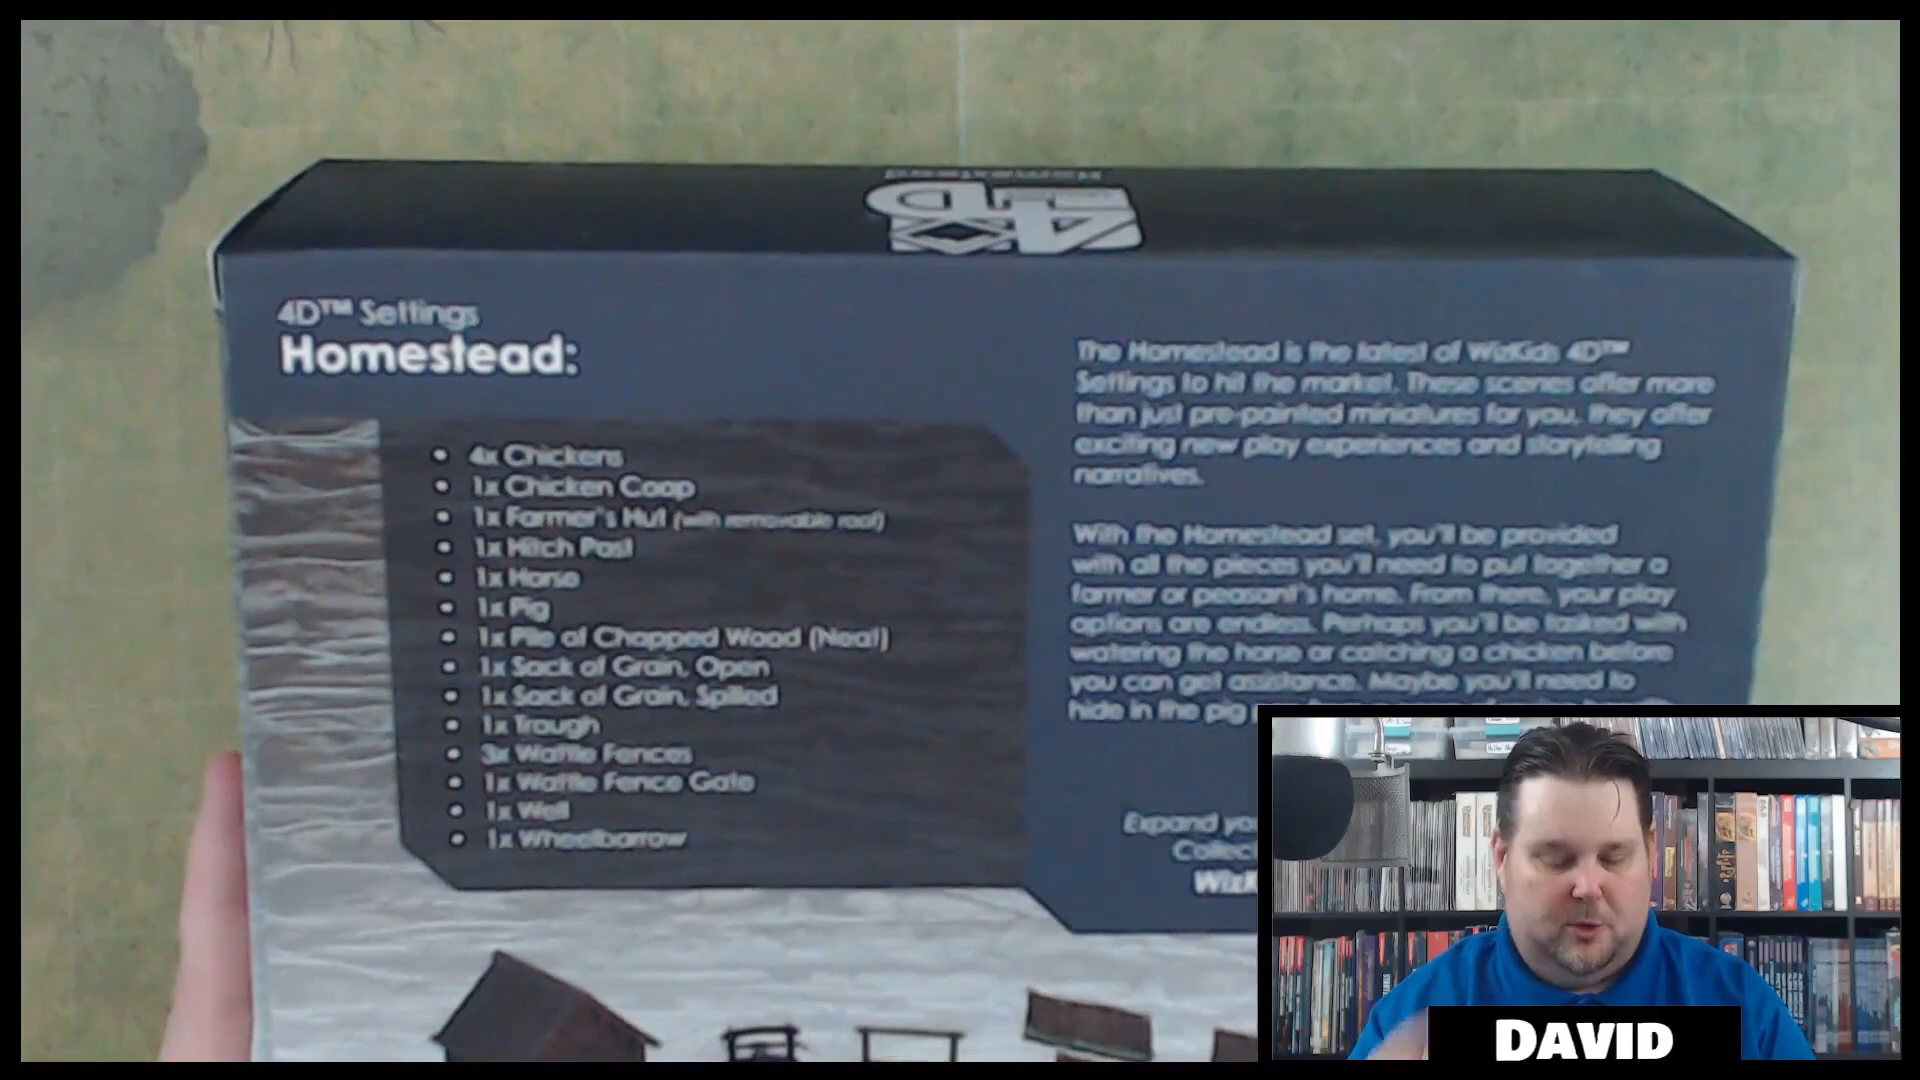 Homestead
4D
4D™ Settings
Homestead:
• 4x Chickens
• 1x Chicken Coop
• 1x Farmer's Hut (with removable roof)
• 1x Hitch Post
• 1x Horse
• 1x Pig
• 1x Pile of Chopped Wood (Neat)
• 1x Sack of Grain, Open
• 1x Sack of Grain, Spilled
• 1x Trough
• 3x Wattle Fences
• 1x Wattle Fence Gate
• 1x Well
• 1x Wheelbarrow
The Homestead is the latest of WizKids 4D™
Settings to hit the market. These scenes offer more
than just pre-painted miniatures for you, they offer
exciting new play experiences and storytelling
narratives.
With the Homestead set, you'll be provided
with all the pieces you'll need to put together a
farmer or peasant's home. From there, your play
options are endless. Perhaps you'll be tasked with
watering the horse or catching a chicken before
you can get assistance. Maybe you'll need to
hide in the pig
Expand
DAVID